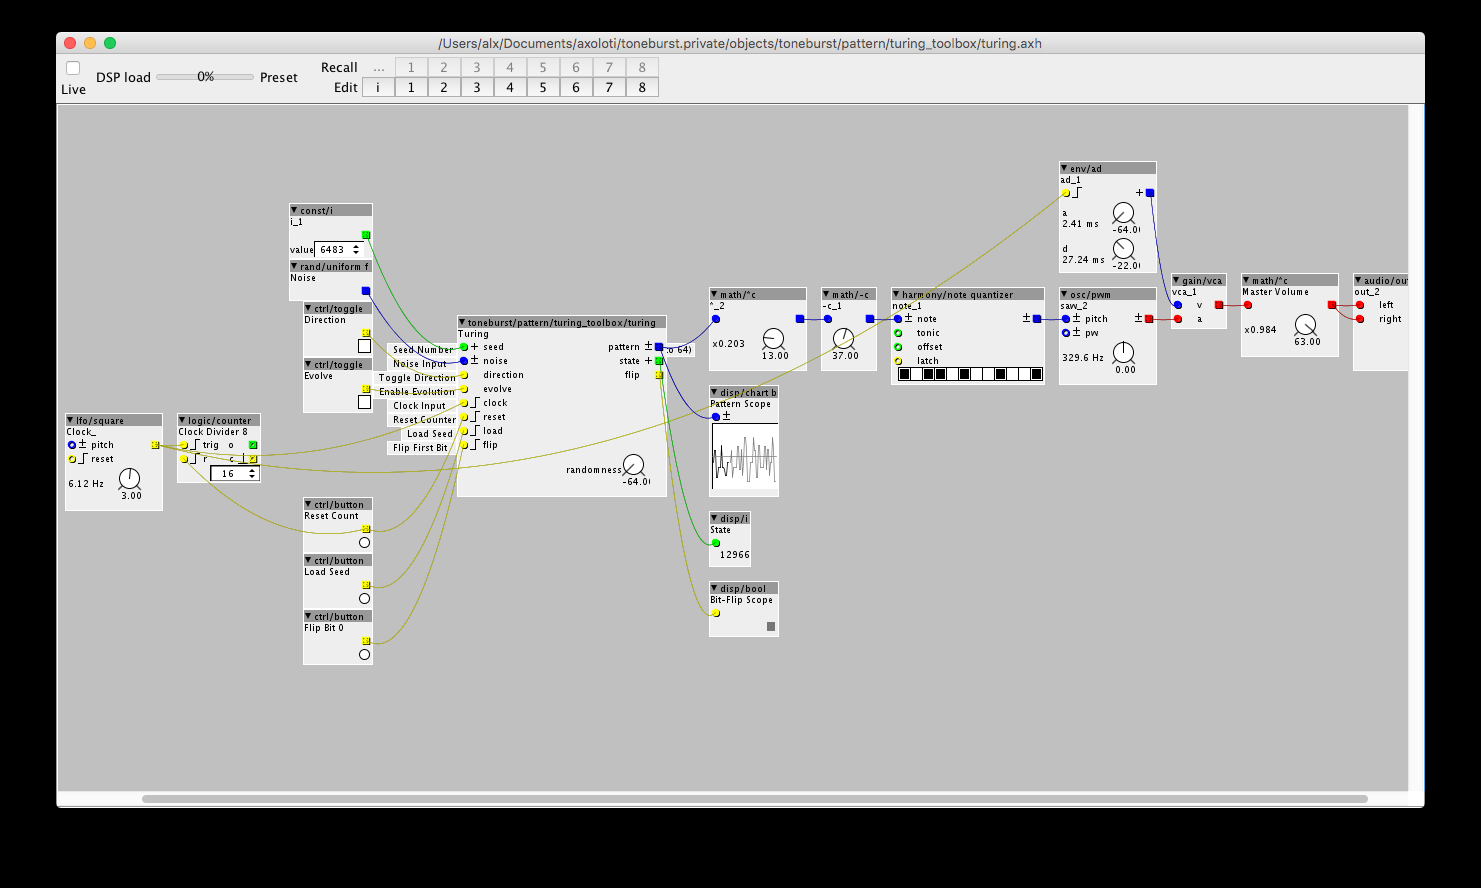 /Users/alx/Documents/axoloti/toneburst.private/objects/toneburst/pattern/turing_toolbox/turing.axh
Live
DSP load
0%
Preset
Recall
... 1 2 3 4 5 6 7 8
Edit
i 1 2 3 4 5 6 7 8
lfo/square
Clock_
± pitch
reset
6.12 Hz
3.00
logic/counter
Clock Divider 8
trig o
r c
16
const/i
i_1
value 6483
rand/uniform f
Noise
ctrl/toggle
Direction
ctrl/toggle
Evolve
ctrl/button
Reset Count
ctrl/button
Load Seed
ctrl/button
Flip Bit 0
Seed Number
Noise Input
Toggle Direction
Enable Evolution
Clock Input
Reset Counter
Load Seed
Flip First Bit
toneburst/pattern/turing_toolbox/turing
Turing
+ seed pattern ±
± noise state +
direction flip
evolve
clock
reset
load
flip
randomness
-64.0(
o 64)
math/*c
*_2
x0.203
13.00
math/-c
-c_1
37.00
disp/chart b
Pattern Scope
±
disp/i
State
12966
disp/bool
Bit-Flip Scope
harmony/note quantizer
note_1
± note ±
tonic
offset
latch
env/ad
ad_1
+
a
2.41 ms
-64.0(
d
27.24 ms
-22.0(
osc/pwm
saw_2
± pitch ±
± pw
329.6 Hz
0.00
gain/vca
vca_1
v
a
math/*c
Master Volume
x0.984
63.00
audio/out
out_2
left
right